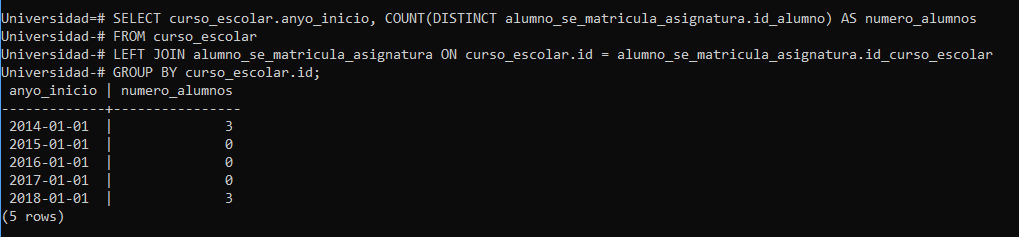 Universidad=# SELECT curso_escolar.anyo_inicio, COUNT(DISTINCT alumno_se_matricula_asignatura.id_alumno) AS numero_alumnos
Universidad-# FROM curso_escolar
Universidad-# LEFT JOIN alumno_se_matricula_asignatura ON curso_escolar.id = alumno_se_matricula_asignatura.id_curso_escolar
Universidad-# GROUP BY curso_escolar.id;
 anyo_inicio | numero_alumnos
-------------+----------------
 2014-01-01  |              3
 2015-01-01  |              0
 2016-01-01  |              0
 2017-01-01  |              0
 2018-01-01  |              3
(5 rows)